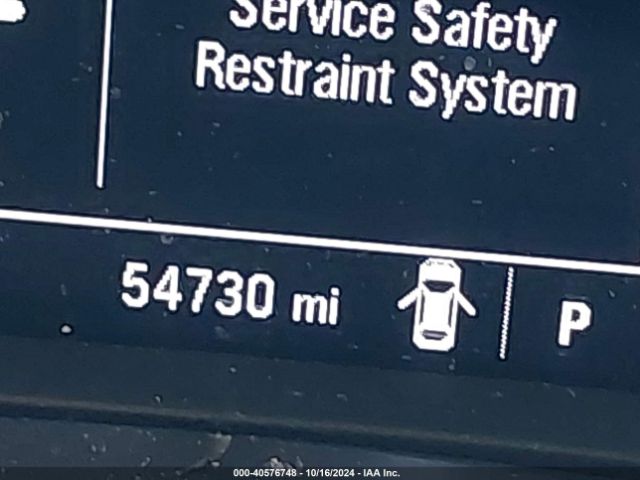 Service Safety
Restraint System
54730 mi
P
000-40576748 - 10/16/2024 - IAA Inc.